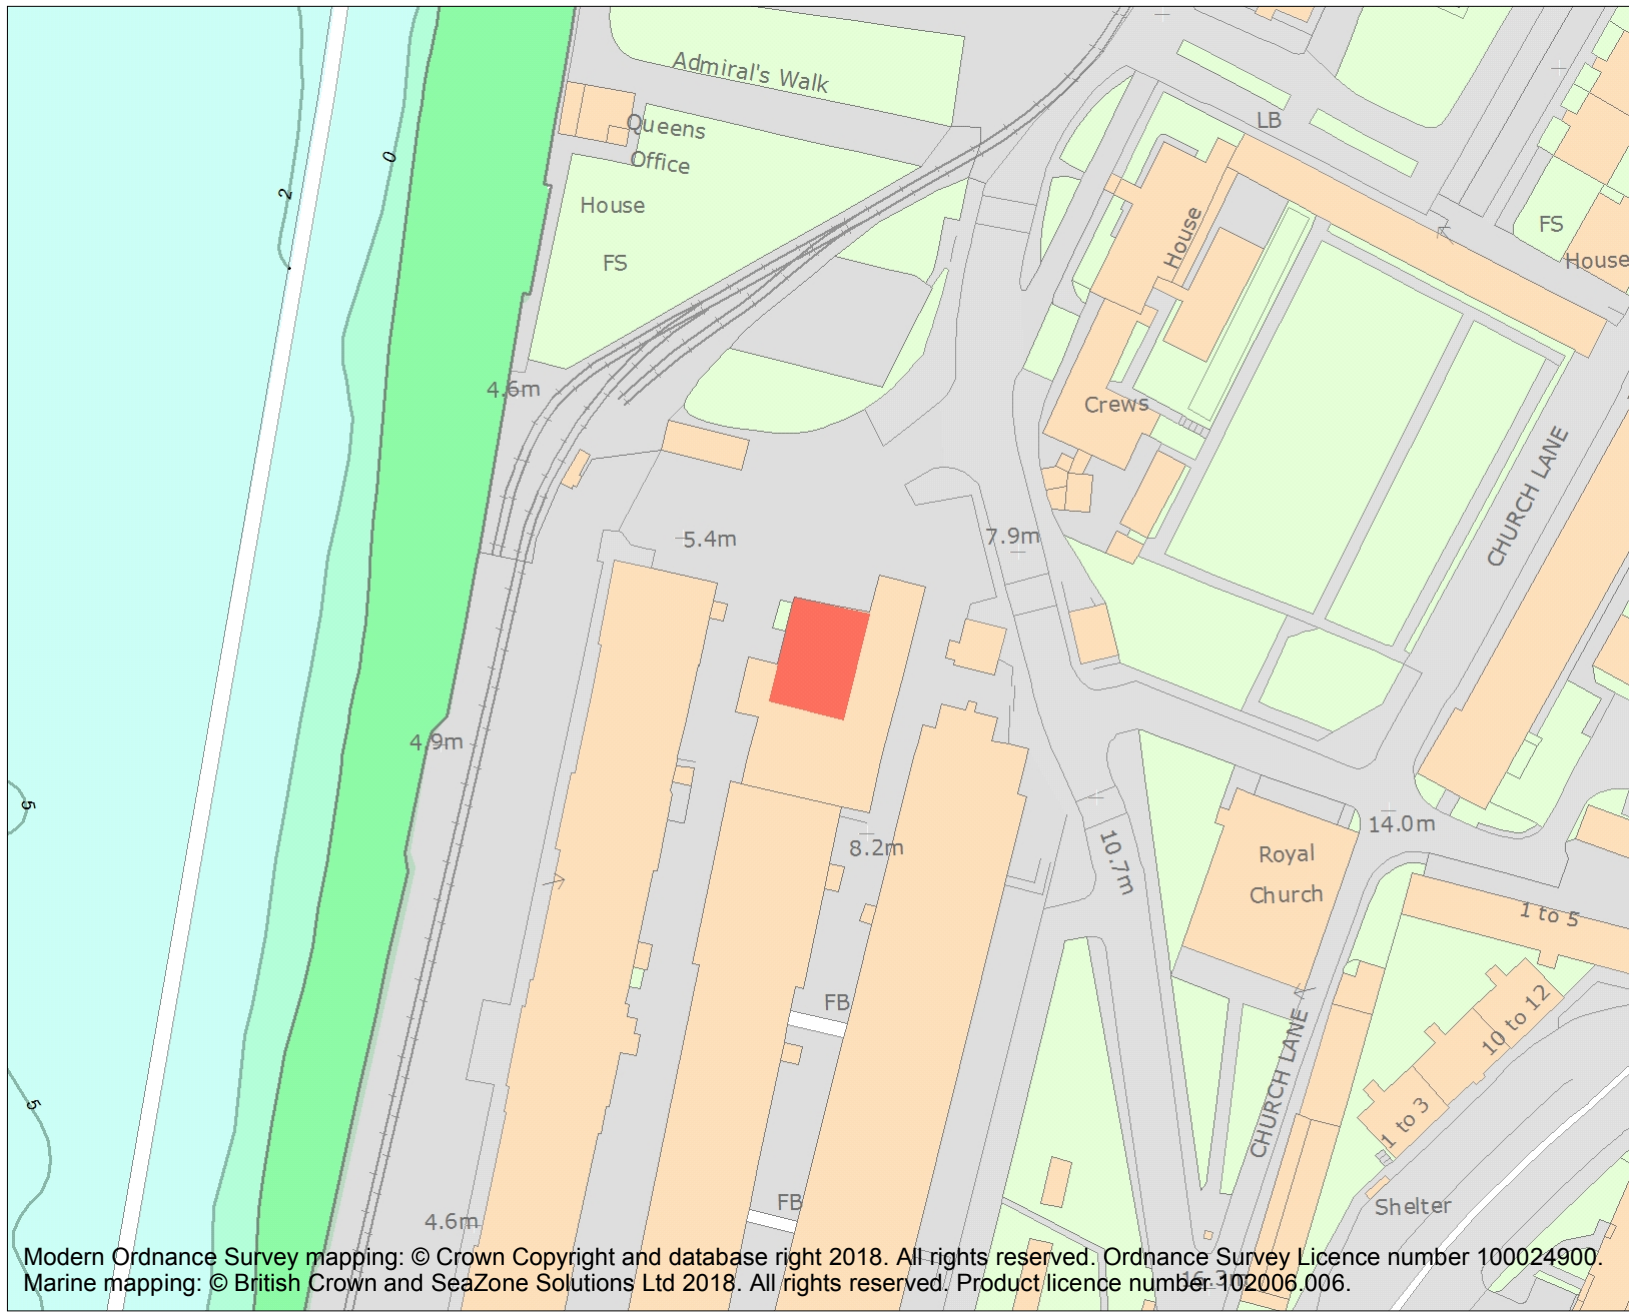 Admiral's Walk
LB
Queens
Office
0
2
House
FS
House
FS
House
4.6m
Crews
CHURCH LANE
5.4m
7.9m
4.9m
5
14.0m
8.2m
10.7m
Royal
Church
1 to 5
FB
10 to 12
CHURCH LANE
5
1 to 3
FB
Shelter
4.6m
Modern Ordnance Survey mapping: © Crown Copyright and database right 2018. All rights reserved. Ordnance Survey Licence number 100024900.
Marine mapping: © British Crown and SeaZone Solutions Ltd 2018. All rights reserved. Product licence number 102006.006.